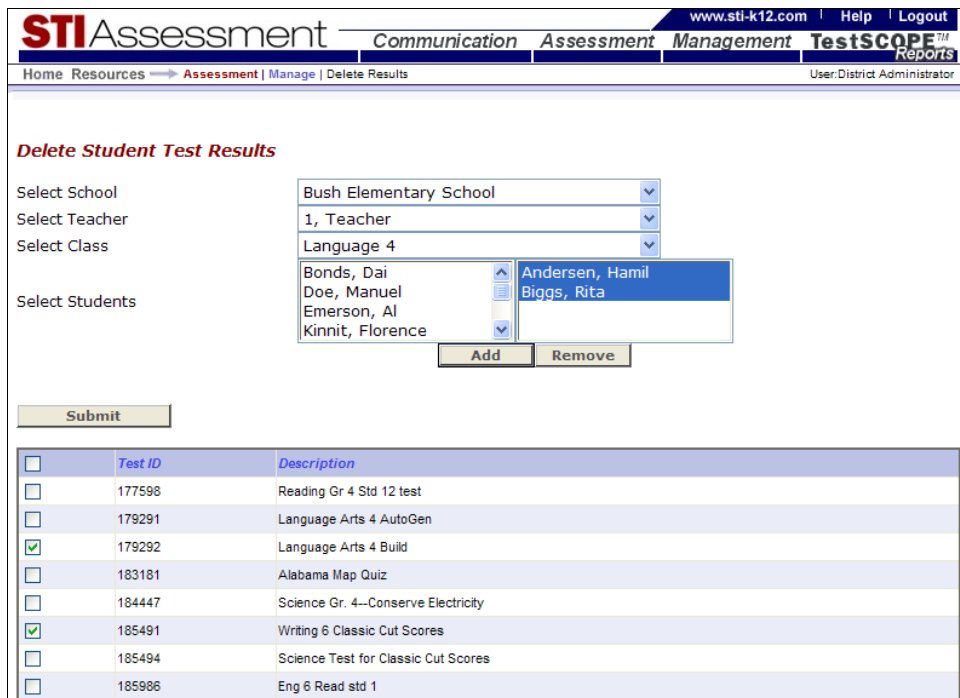 www.sti-k12.com Help Logout
STIAssessment Communication Assessment Management TestSCOPE™ Reports
Home Resources Assessment | Manage | Delete Results User:District Administrator
Delete Student Test Results
Select School Bush Elementary School
Select Teacher 1, Teacher
Select Class Language 4
Select Students
Bonds, Dai
Doe, Manuel
Emerson, Al
Kinnit, Florence
Andersen, Hamil
Biggs, Rita
Add Remove
Submit
Test ID Description
177598 Reading Gr 4 Std 12 test
179291 Language Arts 4 AutoGen
179292 Language Arts 4 Build
183181 Alabama Map Quiz
184447 Science Gr. 4--Conserve Electricity
185491 Writing 6 Classic Cut Scores
185494 Science Test for Classic Cut Scores
185986 Eng 6 Read std 1